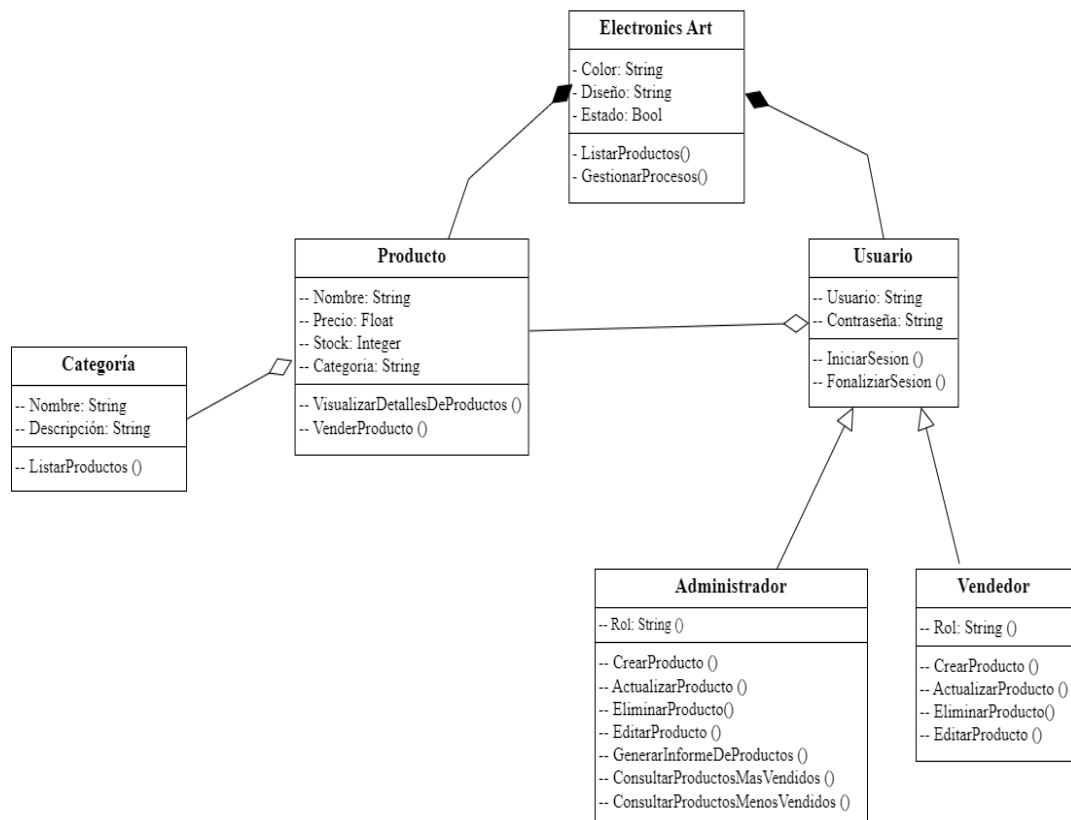 Electronics Art
- Color: String
- Diseño: String
- Estado: Bool
- ListarProductos()
- GestionarProcesos()
Producto
-- Nombre: String
-- Precio: Float
-- Stock: Integer
-- Categoria: String
-- VisualizarDetallesDeProductos ()
-- VenderProducto ()
Usuario
-- Usuario: String
-- Contraseña: String
-- IniciarSesion ()
-- FonaliziarSesion ()
Categoría
-- Nombre: String
-- Descripción: String
-- ListarProductos ()
Administrador
-- Rol: String ()
-- CrearProducto ()
-- ActualizarProducto ()
-- EliminarProducto()
-- EditarProducto ()
-- GenerarInformeDeProductos ()
-- ConsultarProductosMasVendidos ()
-- ConsultarProductosMenosVendidos ()
Vendedor
-- Rol: String ()
-- CrearProducto ()
-- ActualizarProducto ()
-- EliminarProducto()
-- EditarProducto ()